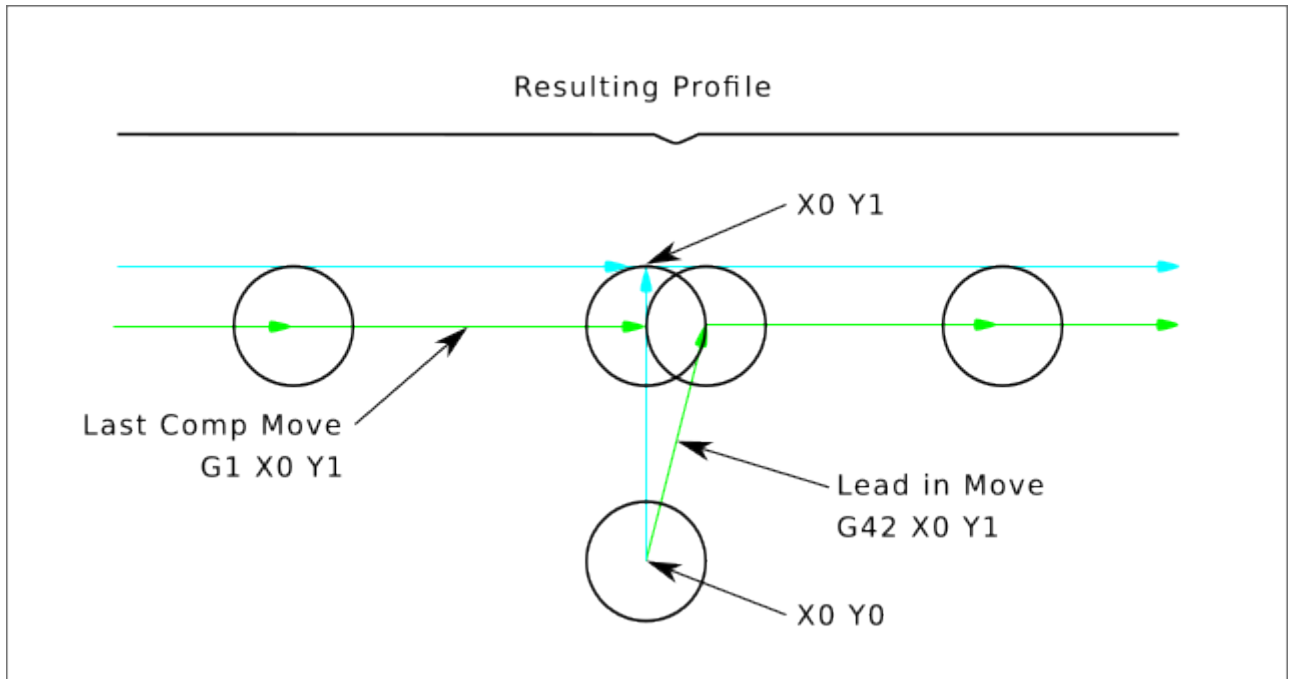 Resulting Profile
X0 Y1
Last Comp Move
G1 X0 Y1
Lead in Move
G42 X0 Y1
X0 Y0